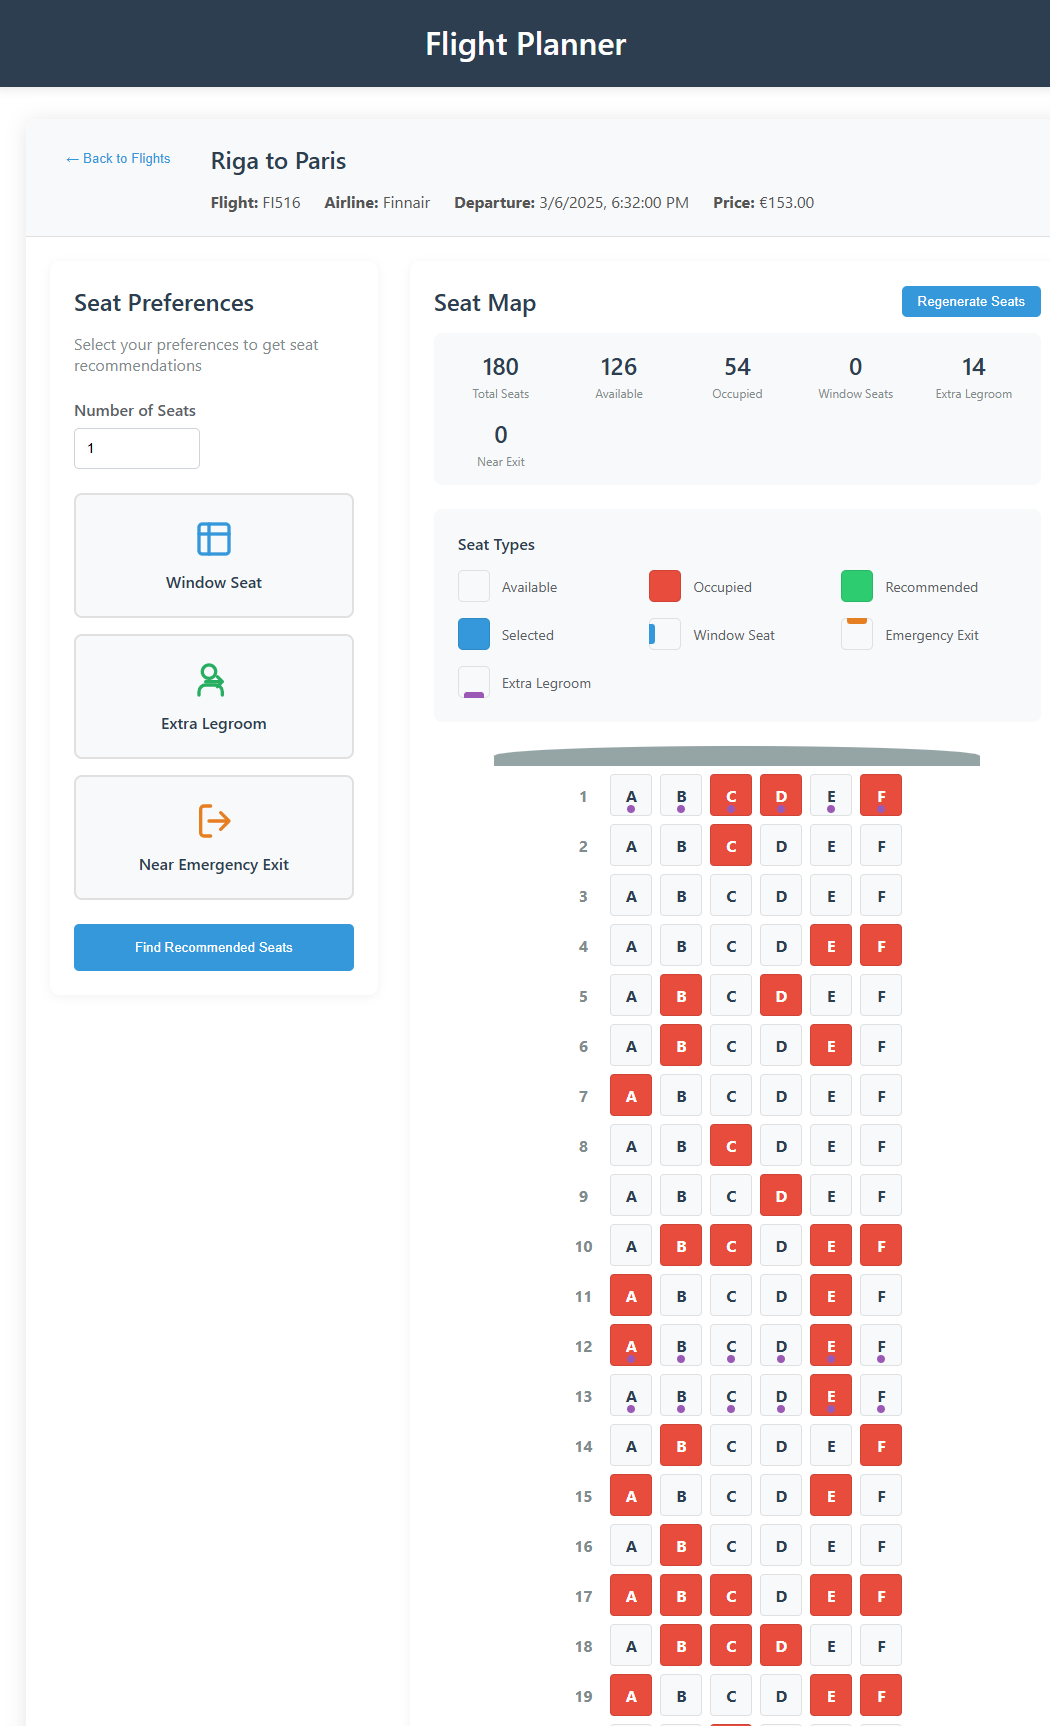 Flight Planner
← Back to Flights
Riga to Paris
Flight: FI516 Airline: Finnair Departure: 3/6/2025, 6:32:00 PM Price: €153.00
Seat Preferences
Select your preferences to get seat
recommendations
Number of Seats
1
Window Seat
Extra Legroom
Near Emergency Exit
Find Recommended Seats
Seat Map
Regenerate Seats
180 126 54 0 14
Total Seats Available Occupied Window Seats Extra Legroom
0
Near Exit
Seat Types
Available Occupied Recommended
Selected Window Seat Emergency Exit
Extra Legroom
1 A B C D E F
2 A B C D E F
3 A B C D E F
4 A B C D E F
5 A B C D E F
6 A B C D E F
7 A B C D E F
8 A B C D E F
9 A B C D E F
10 A B C D E F
11 A B C D E F
12 A B C D E F
13 A B C D E F
14 A B C D E F
15 A B C D E F
16 A B C D E F
17 A B C D E F
18 A B C D E F
19 A B C D E F